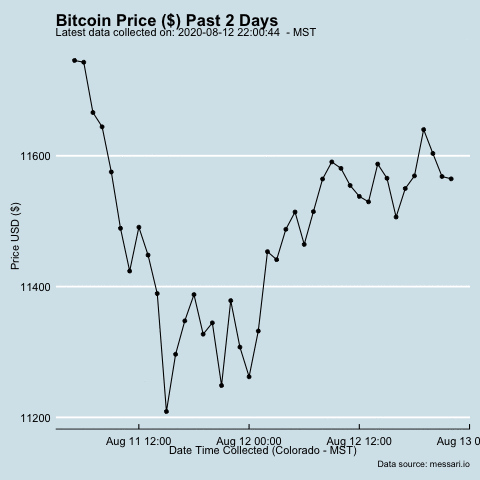 Bitcoin Price ($) Past 2 Days
Latest data collected on: 2020-08-12 22:00:44 - MST
Price USD ($)
11600
11400
11200
Aug 11 12:00 Aug 12 00:00 Aug 12 12:00 Aug 13 0
Date Time Collected (Colorado - MST)
Data source: messari.io